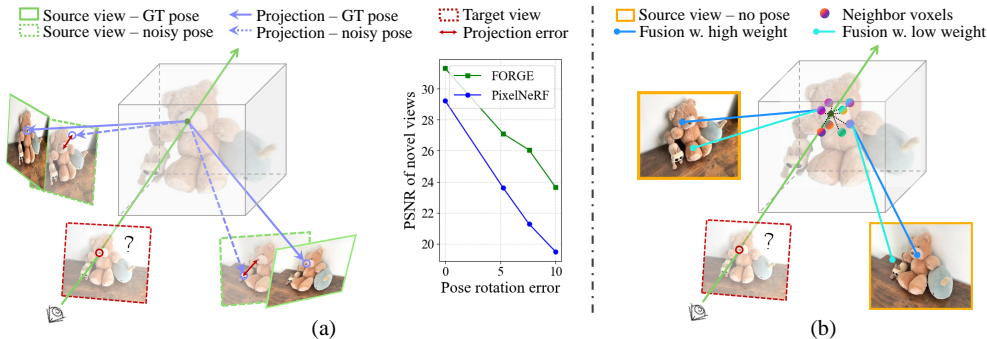 Source view – GT pose
Source view – noisy pose
Projection – GT pose
Projection – noisy pose
Target view
Projection error
Source view – no pose
Fusion w. high weight
Neighbor voxels
Fusion w. low weight
FORGE
PixelNeRF
PSNR of novel views
30
28
26
24
22
20
0
5
10
Pose rotation error
?
?
(a)
(b)